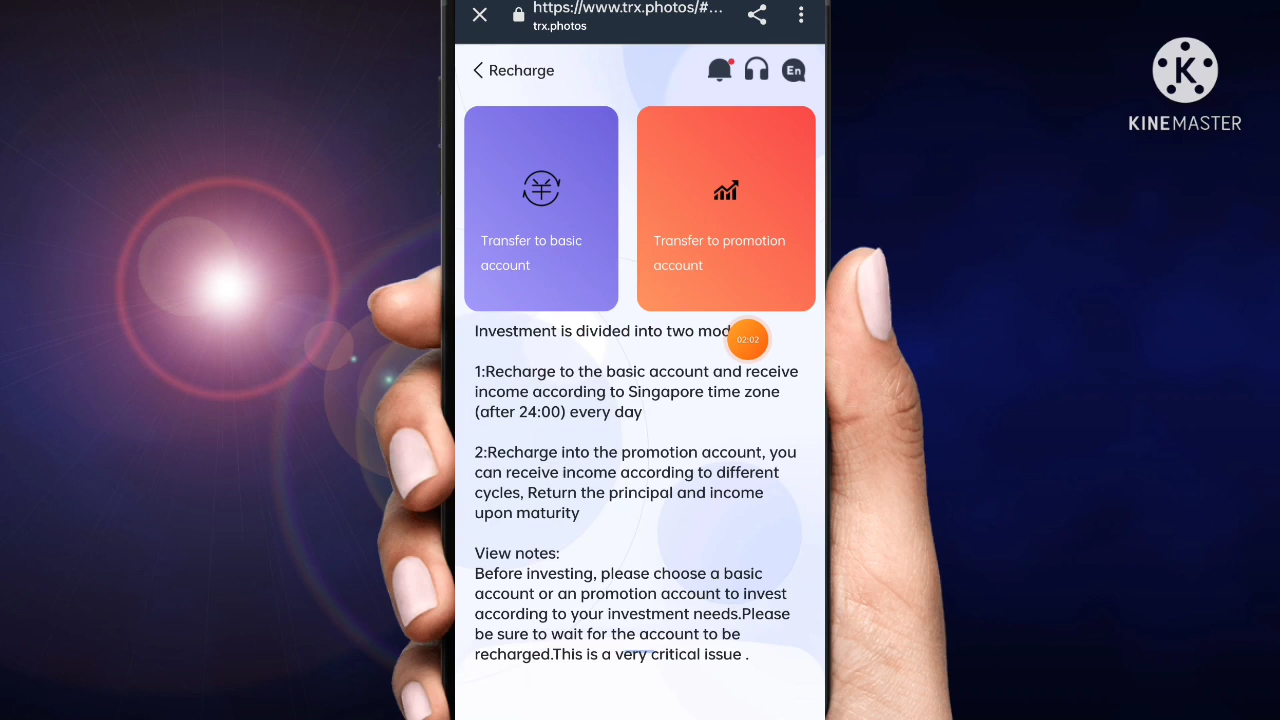 https://www.trx.photos/#...
trx.photos
Recharge
En
KINEMASTER
Transfer to basic
account
Transfer to promotion
account
Investment is divided into two mod
02:02
1:Recharge to the basic account and receive
income according to Singapore time zone
(after 24:00) every day
2:Recharge into the promotion account, you
can receive income according to different
cycles, Return the principal and income
upon maturity
View notes:
Before investing, please choose a basic
account or an promotion account to invest
according to your investment needs.Please
be sure to wait for the account to be
recharged.This is a very critical issue .